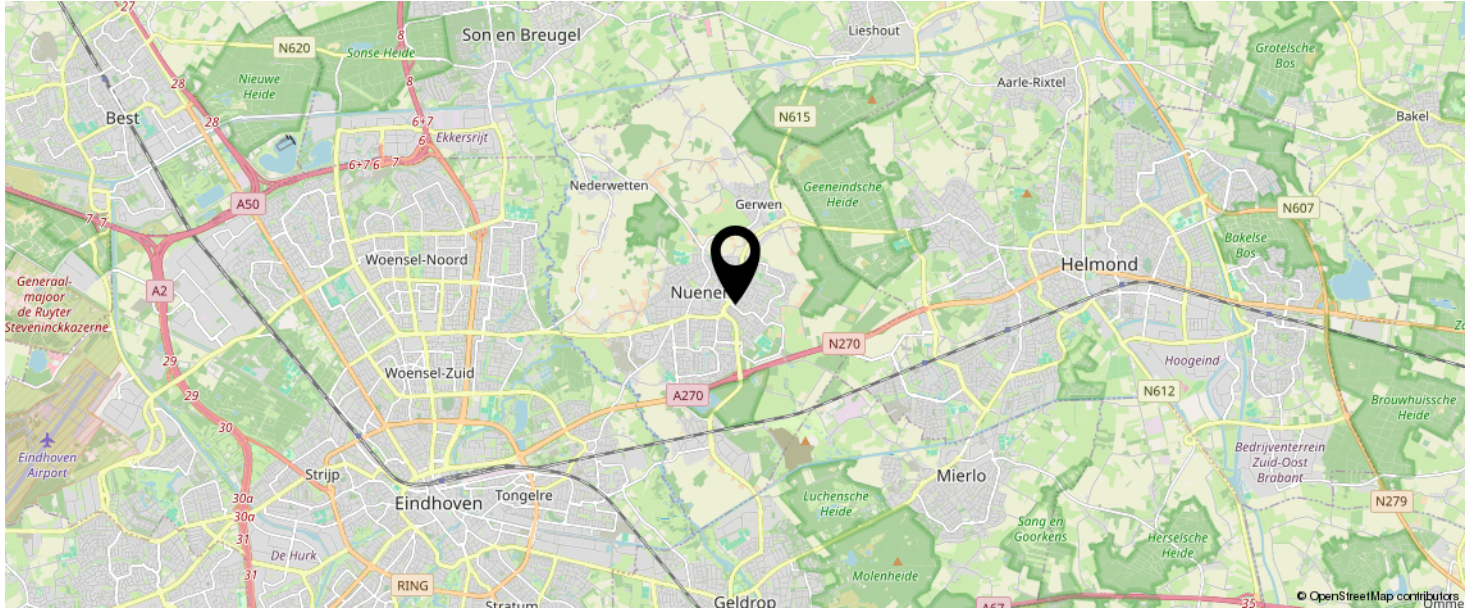 27
N620
Sonse Heide
8
Son en Breugel
Lieshout
Grotelsche
Bos
28
Nieuwe
Heide
8
Aarle-Rixtel
Best
28
6+7
6
Ekkersrijt
N615
Bakel
6+7 6
7
Nederwetten
Geeneindsche
Heide
A50
Gerwen
N607
7 7
Woensel-Noord
Bakelse
Bos
Helmond
Generaal-
majoor
de Ruyter
Steveninckkazerne
A2
Nuenen
N270
29
Woensel-Zuid
Hoogeind
29
A270
N612
Brouwhuissche
Heide
30
Eindhoven
Airport
Strijp
Bedrijventerrein
Zuid-Oost
Brabant
Mierlo
30a
30a
Eindhoven
Tongelre
Luchensche
Heide
N279
31
De Hurk
Sang en
Goorkens
Herselsche
Heide
31
RING
Molenheide
Stratum
Geldrop
A67
35
© OpenStreetMap contributors